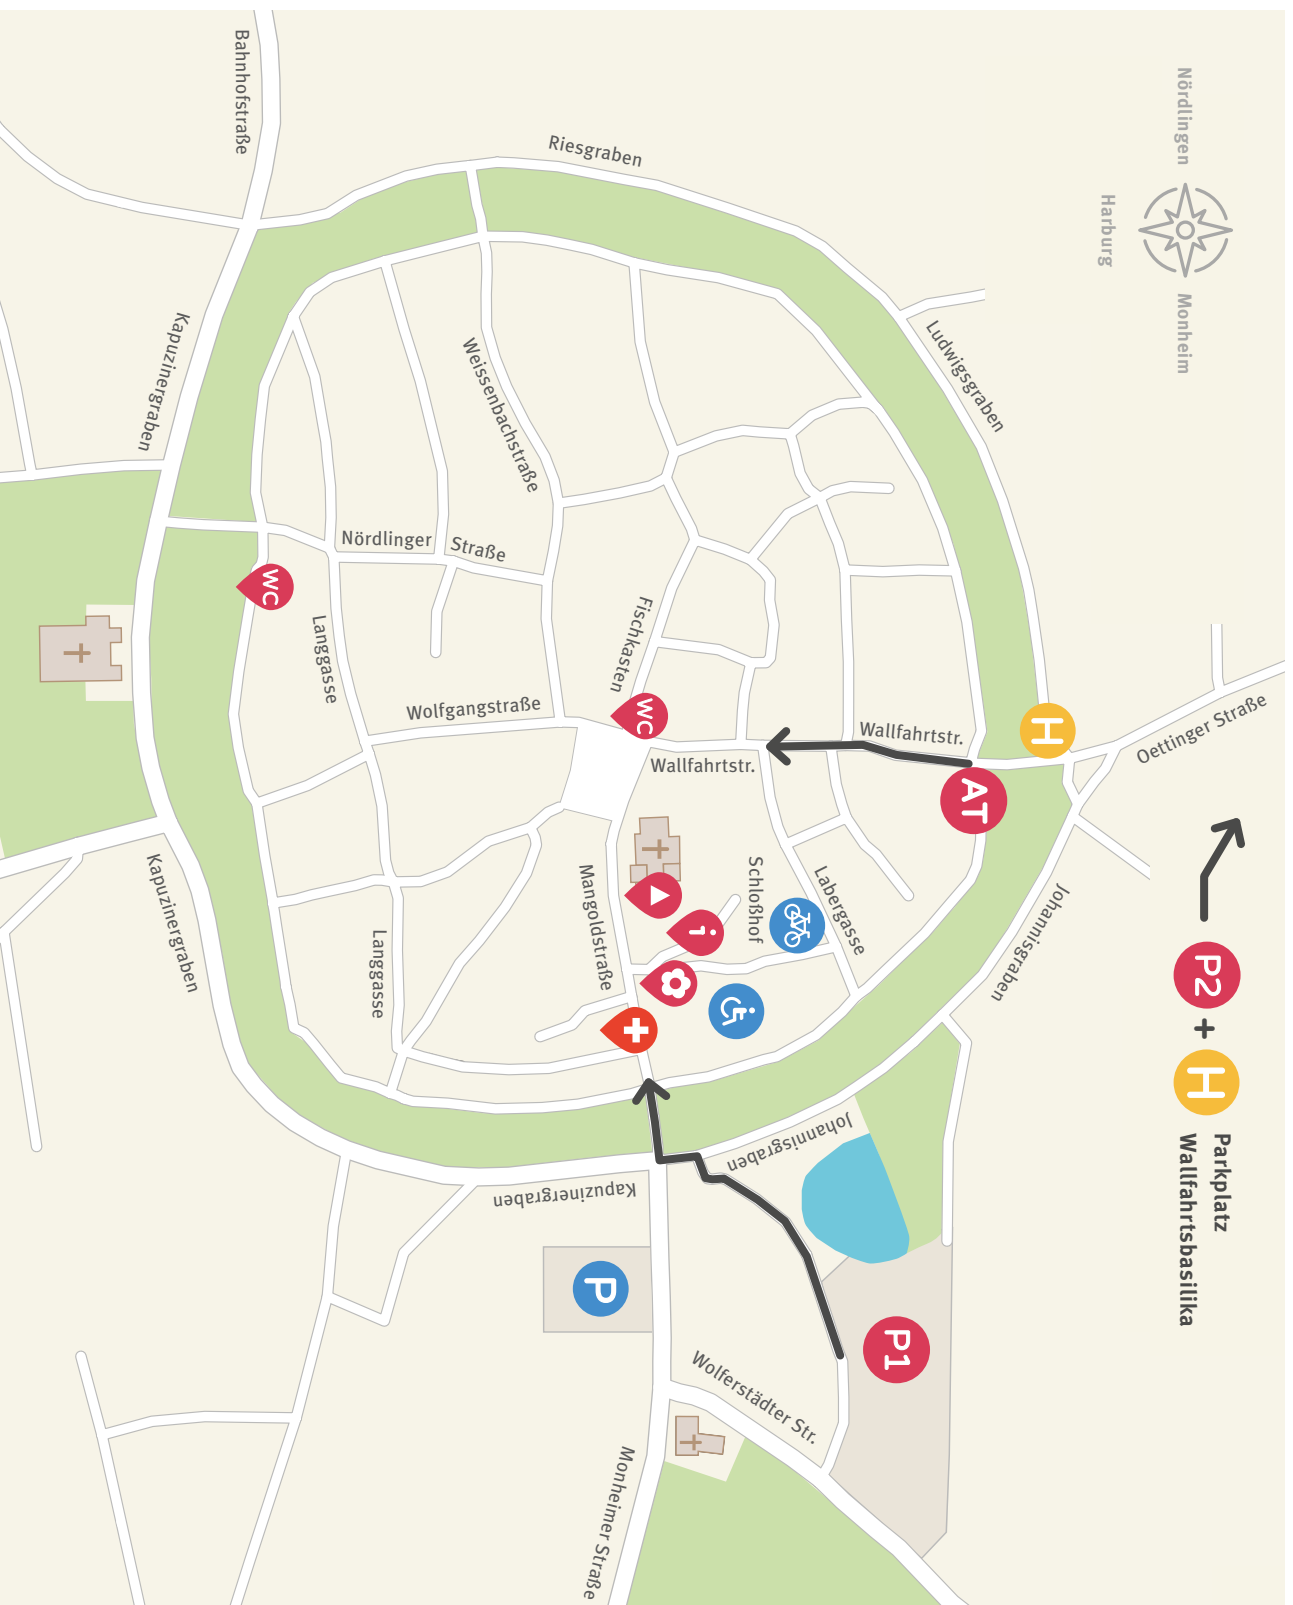 Nördlingen
Harburg
Monheim
Bahnhofstraße
Riesgraben
Kapuzinergraben
Weissenbachstraße
Ludwigsgraben
Nördlinger
Straße
WC
Langgasse
Fischkasten
Wolfgangstraße
WC
Wallfahrtstr.
Wallfahrtstr.
H
Oettinger Straße
AT
Kapuzinergraben
Langgasse
Mangoldstraße
Schloßhof
Labergasse
i
Johannisgraben
P2 + H
Parkplatz
Wallfahrtsbasilika
Johannisgraben
Kapuzinergraben
P
P1
Wolferstädter Str.
Monheimer Straße